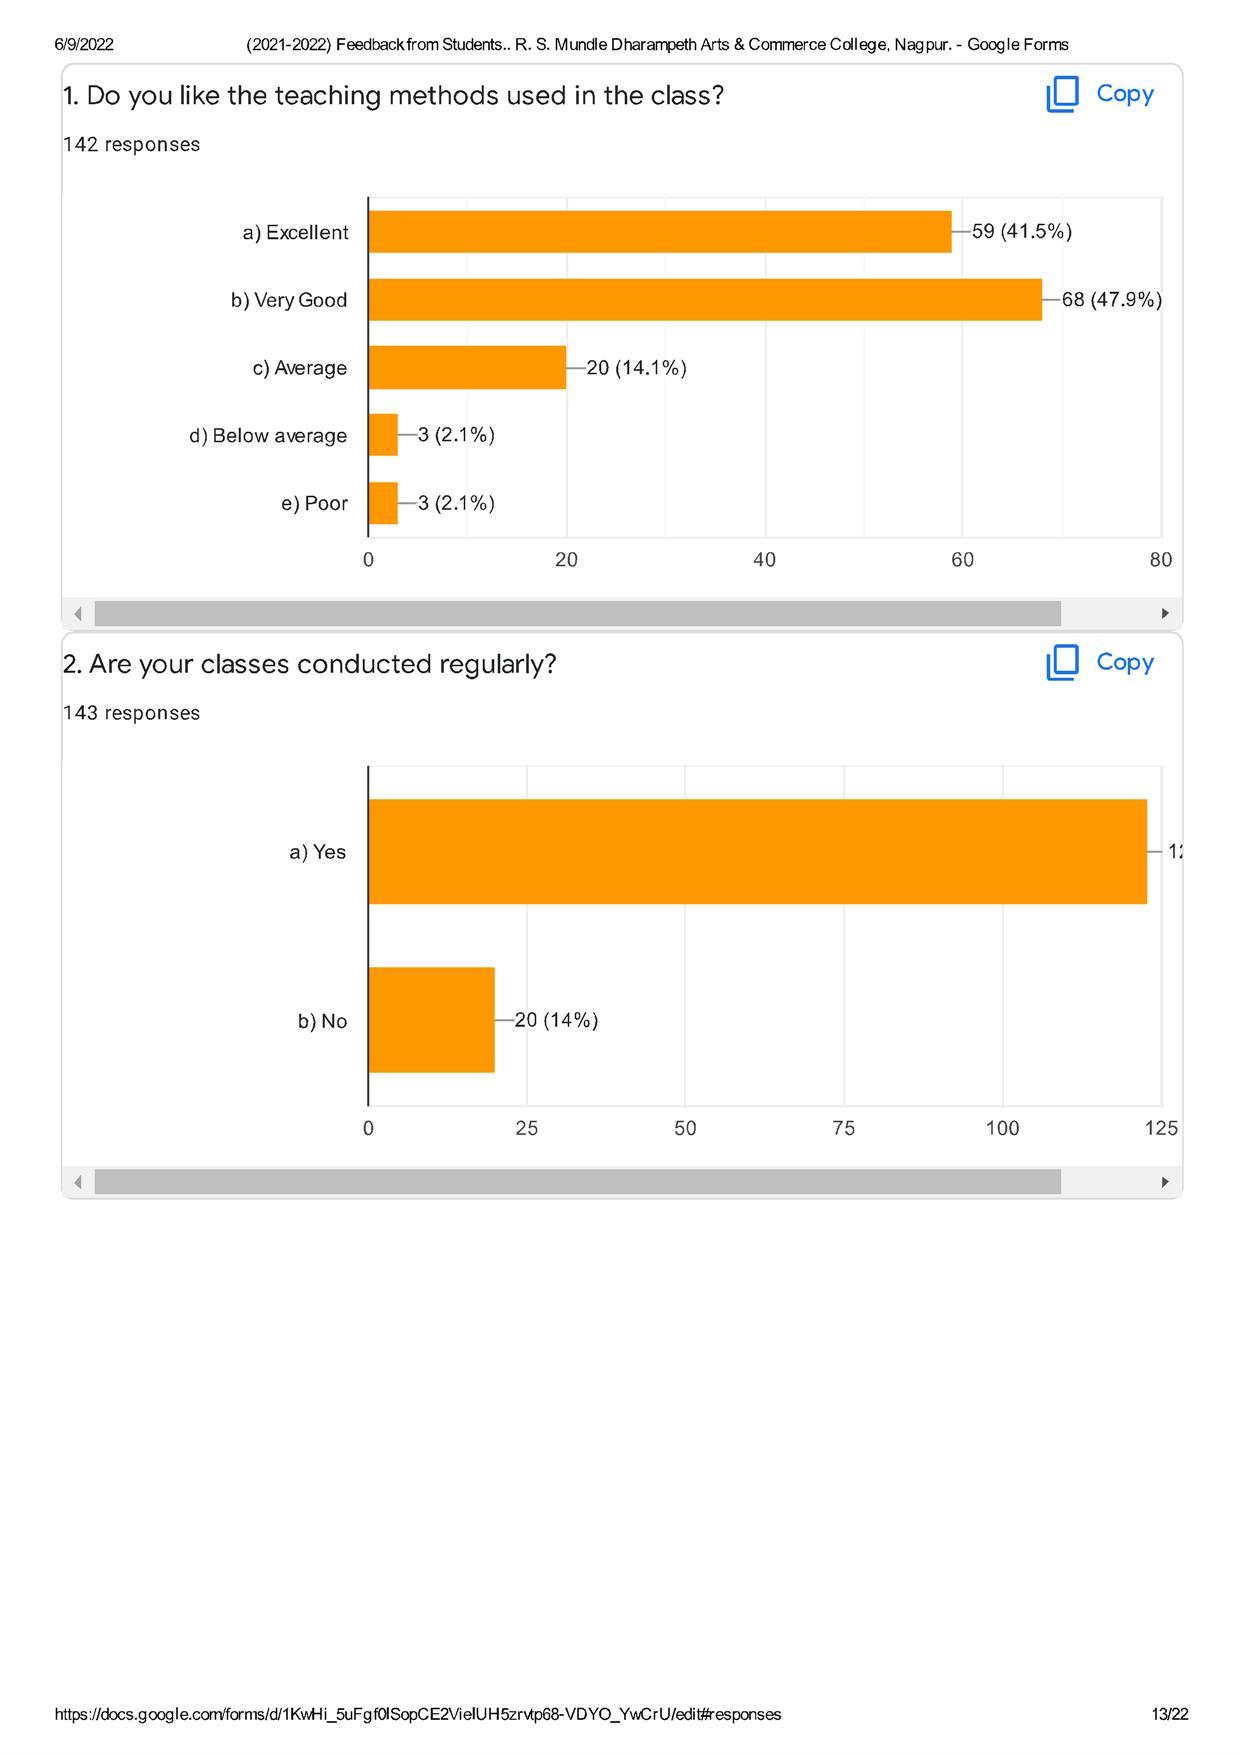 6/9/2022 (2021-2022) Feedback from Students.. R. S. Mundle Dharampeth Arts & Commerce College, Nagpur. - Google Forms
1. Do you like the teaching methods used in the class? Copy
142 responses
a) Excellent 59 (41.5%)
b) Very Good 68 (47.9%)
c) Average 20 (14.1%)
d) Below average 3 (2.1%)
e) Poor 3 (2.1%)
0 20 40 60 80
2. Are your classes conducted regularly? Copy
143 responses
a) Yes
b) No 20 (14%)
0 25 50 75 100 125
https://docs.google.com/forms/d/1KwHi_5uFgf0lSopCE2VielUH5zrvtp68-VDYO_YwCrU/edit#responses 13/22